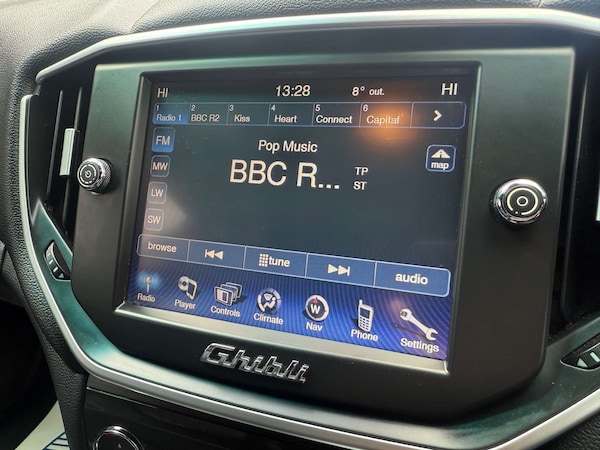 HI 13:28 8° out. HI
1 2 3 4 5 6
Radio 1 BBC R2 Kiss Heart Connect Capital >
FM Pop Music
BBC R... TP
ST
map
MW
LW
SW
browse tune audio
Radio Player Controls Climate Nav Phone Settings
W
Ghibli